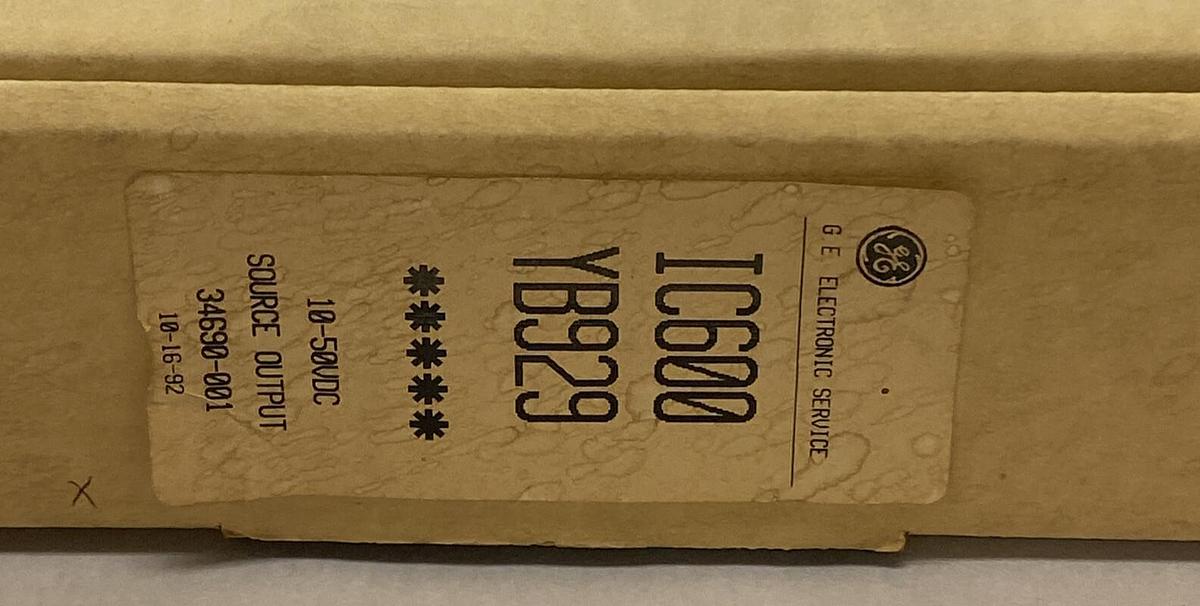 G E ELECTRONIC SERVICE
IC600
YB929
*****
10-50VDC
SOURCE OUTPUT
34690-001
10-16-92
X